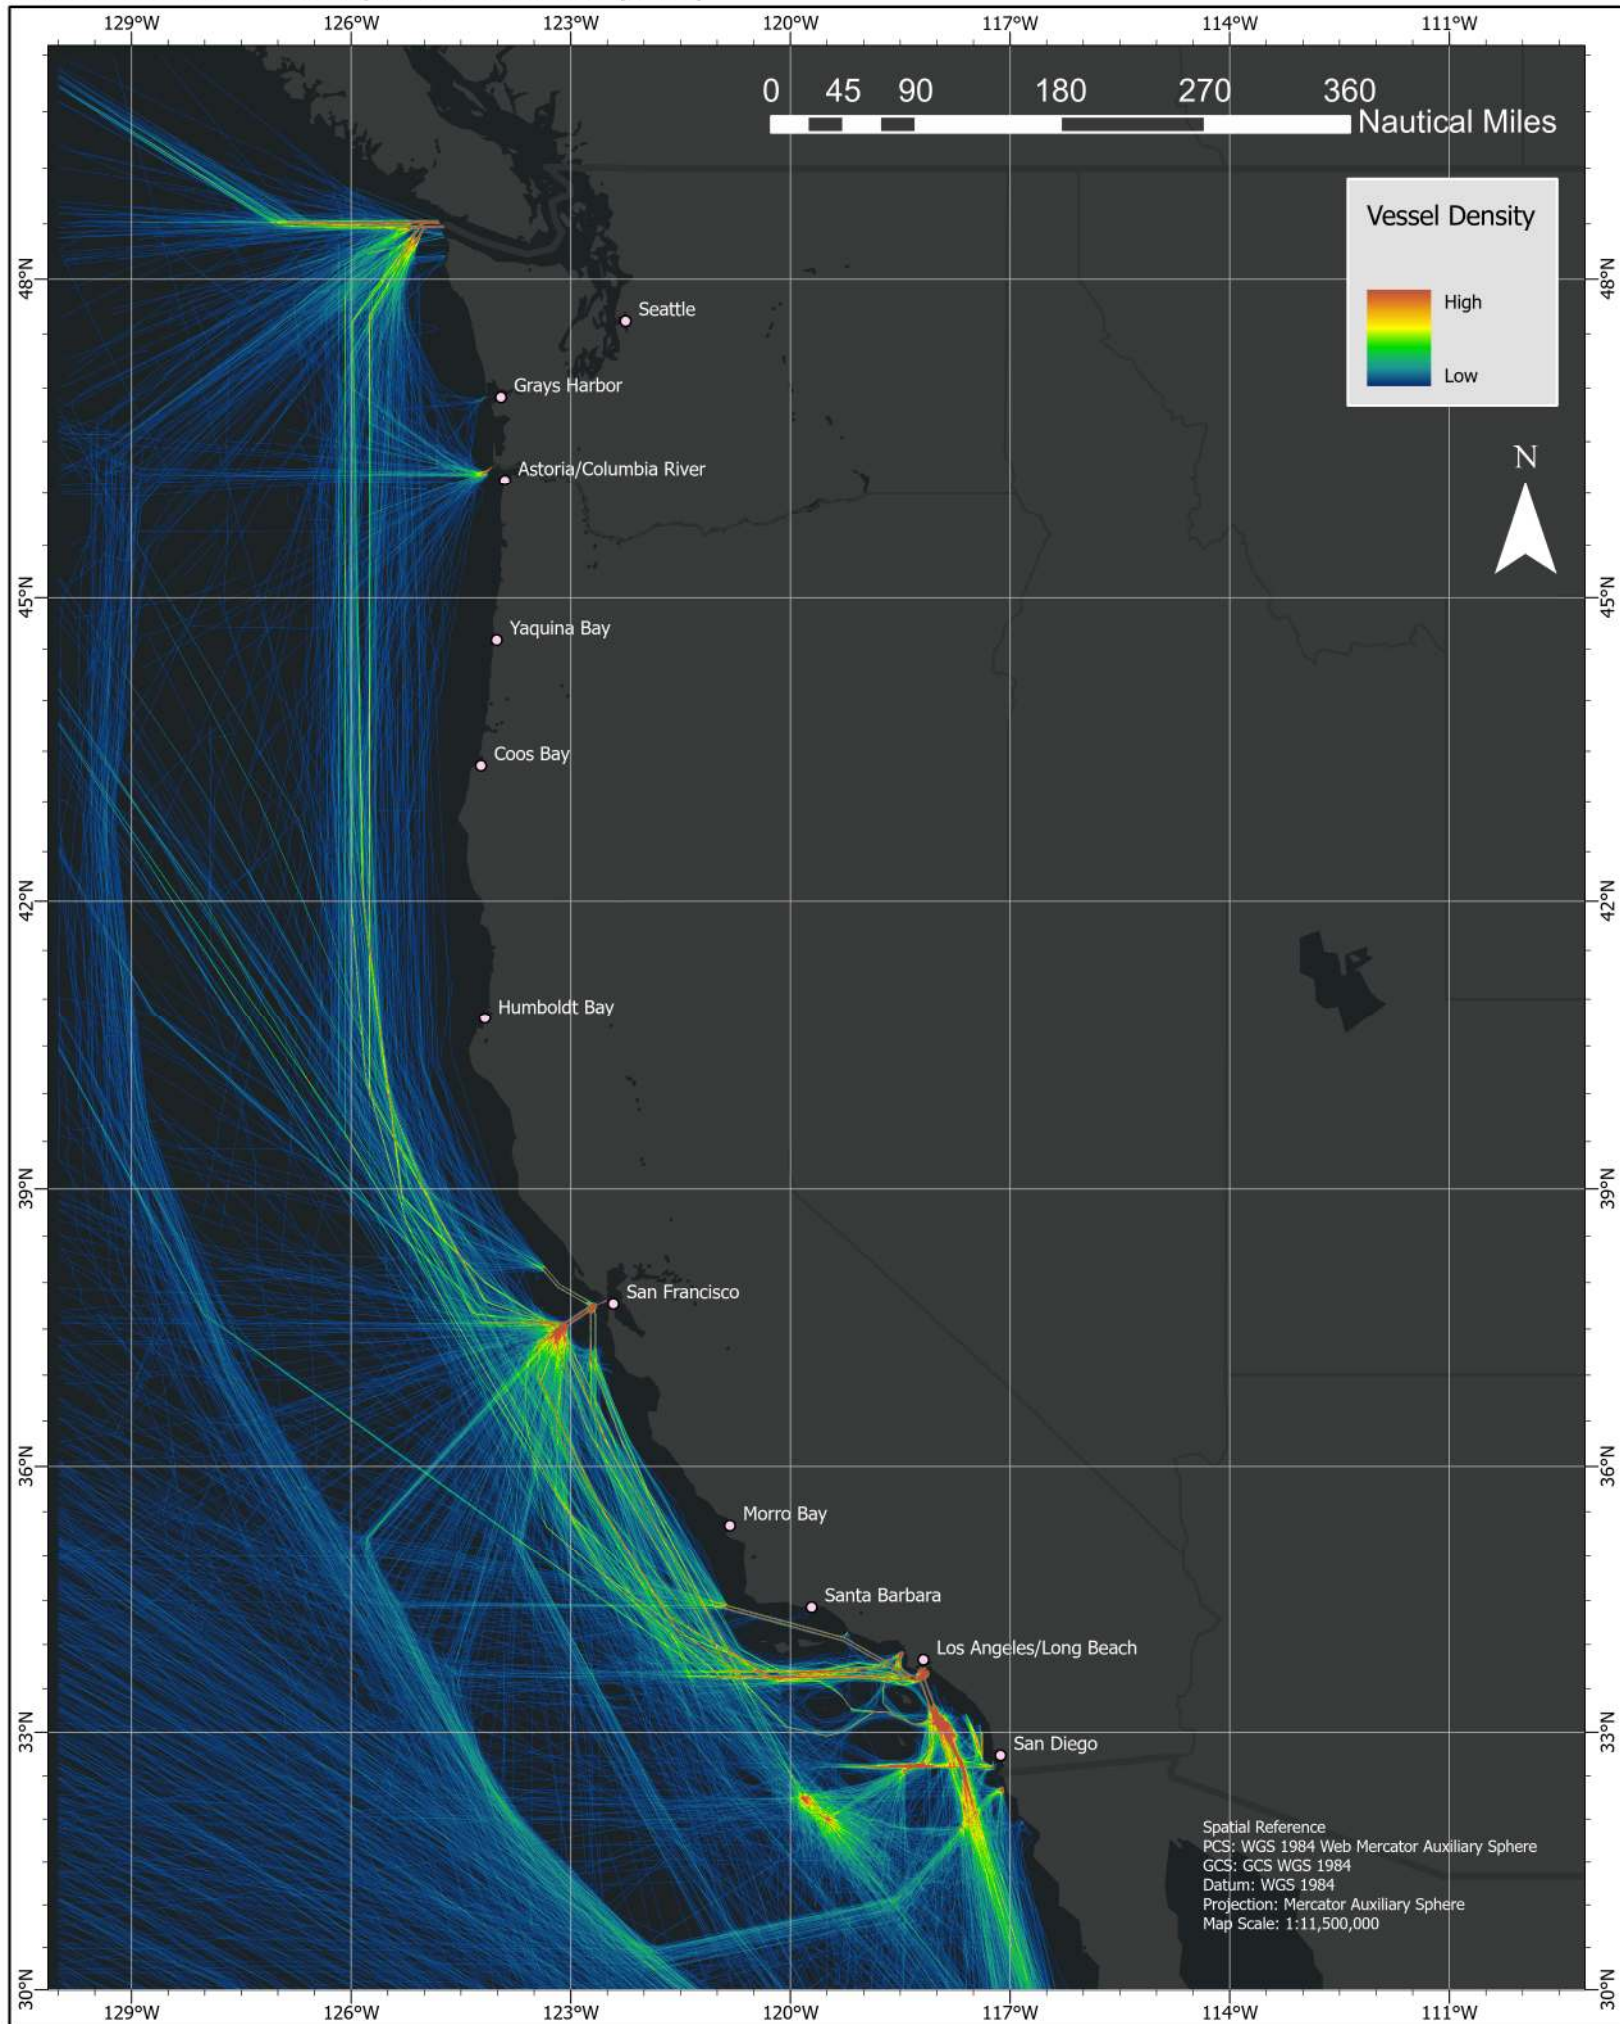 129°W 126°W 123°W 120°W 117°W 114°W 111°W
0 45 90 180 270 360
Nautical Miles
Vessel Density
High
Low
48°N 48°N
Seattle
Grays Harbor
N
Astoria/Columbia River
45°N 45°N
Yaquina Bay
Coos Bay
42°N 42°N
Humboldt Bay
39°N 39°N
San Francisco
36°N 36°N
Morro Bay
Santa Barbara
Los Angeles/Long Beach
33°N 33°N
San Diego
Spatial Reference
PCS: WGS 1984 Web Mercator Auxiliary Sphere
GCS: GCS WGS 1984
Datum: WGS 1984
Projection: Mercator Auxiliary Sphere
Map Scale: 1:11,500,000
30°N 30°N
129°W 126°W 123°W 120°W 117°W 114°W 111°W